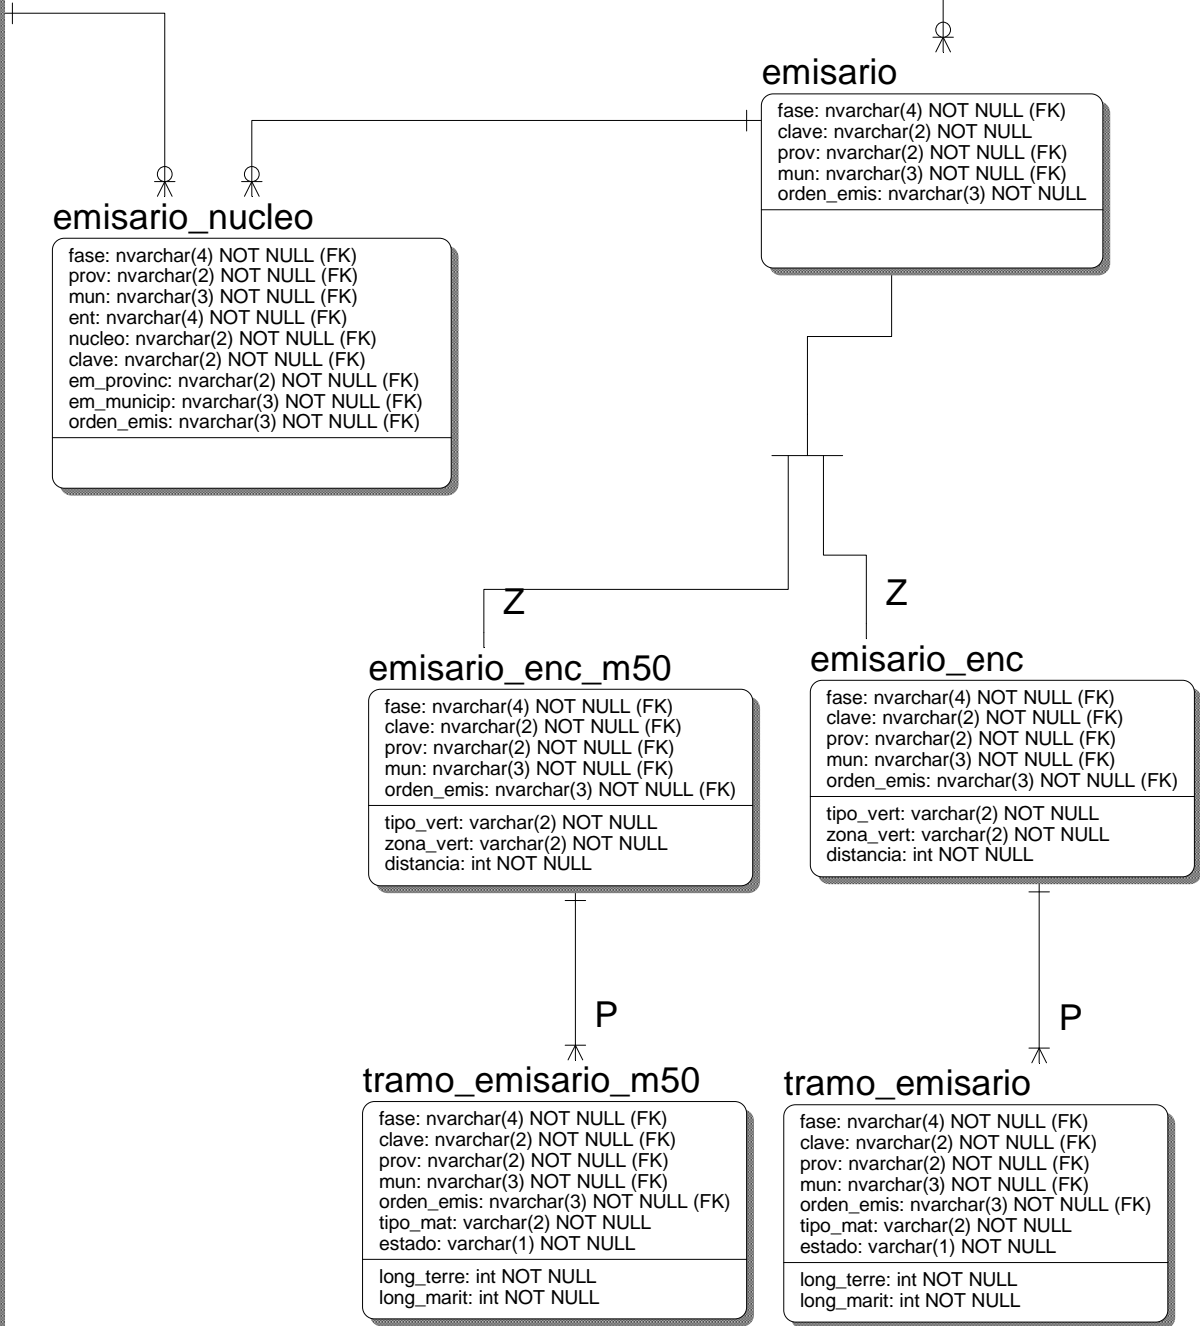 emisario
fase: nvarchar(4) NOT NULL (FK)
clave: nvarchar(2) NOT NULL
prov: nvarchar(2) NOT NULL (FK)
mun: nvarchar(3) NOT NULL (FK)
orden_emis: nvarchar(3) NOT NULL
emisario_nucleo
fase: nvarchar(4) NOT NULL (FK)
prov: nvarchar(2) NOT NULL (FK)
mun: nvarchar(3) NOT NULL (FK)
ent: nvarchar(4) NOT NULL (FK)
nucleo: nvarchar(2) NOT NULL (FK)
clave: nvarchar(2) NOT NULL (FK)
em_provinc: nvarchar(2) NOT NULL (FK)
em_municip: nvarchar(3) NOT NULL (FK)
orden_emis: nvarchar(3) NOT NULL (FK)
Z
Z
emisario_enc_m50
fase: nvarchar(4) NOT NULL (FK)
clave: nvarchar(2) NOT NULL (FK)
prov: nvarchar(2) NOT NULL (FK)
mun: nvarchar(3) NOT NULL (FK)
orden_emis: nvarchar(3) NOT NULL (FK)
tipo_vert: varchar(2) NOT NULL
zona_vert: varchar(2) NOT NULL
distancia: int NOT NULL
emisario_enc
fase: nvarchar(4) NOT NULL (FK)
clave: nvarchar(2) NOT NULL (FK)
prov: nvarchar(2) NOT NULL (FK)
mun: nvarchar(3) NOT NULL (FK)
orden_emis: nvarchar(3) NOT NULL (FK)
tipo_vert: varchar(2) NOT NULL
zona_vert: varchar(2) NOT NULL
distancia: int NOT NULL
P
P
tramo_emisario_m50
fase: nvarchar(4) NOT NULL (FK)
clave: nvarchar(2) NOT NULL (FK)
prov: nvarchar(2) NOT NULL (FK)
mun: nvarchar(3) NOT NULL (FK)
orden_emis: nvarchar(3) NOT NULL (FK)
tipo_mat: varchar(2) NOT NULL
estado: varchar(1) NOT NULL
long_terre: int NOT NULL
long_marit: int NOT NULL
tramo_emisario
fase: nvarchar(4) NOT NULL (FK)
clave: nvarchar(2) NOT NULL (FK)
prov: nvarchar(2) NOT NULL (FK)
mun: nvarchar(3) NOT NULL (FK)
orden_emis: nvarchar(3) NOT NULL (FK)
tipo_mat: varchar(2) NOT NULL
estado: varchar(1) NOT NULL
long_terre: int NOT NULL
long_marit: int NOT NULL